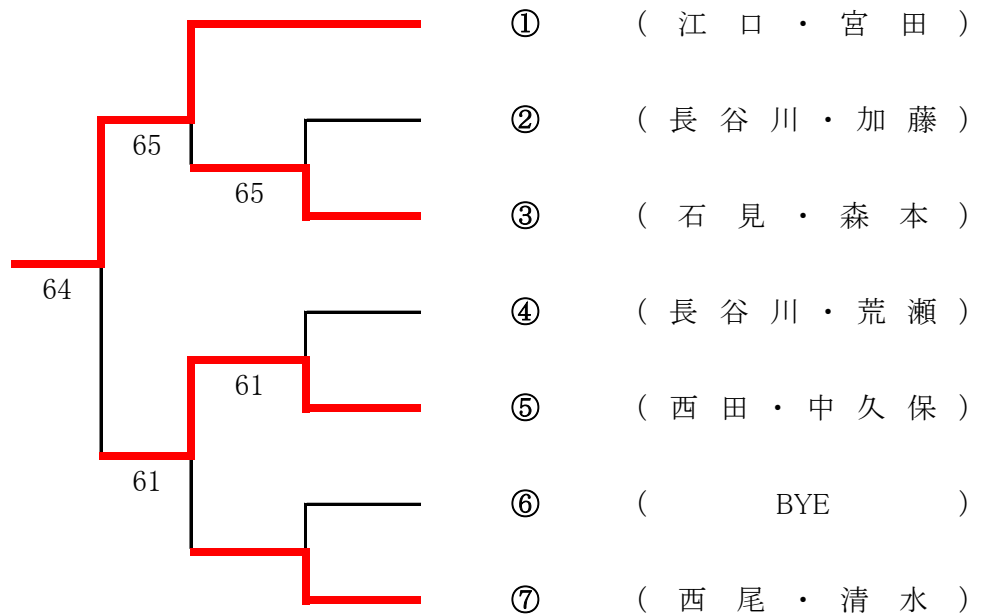 ① ( 江 口 ・ 宮 田 )
② ( 長 谷 川 ・ 加 藤 )
65
65
③ ( 石 見 ・ 森 本 )
64
④ ( 長 谷 川 ・ 荒 瀬 )
61
⑤ ( 西 田 ・ 中 久 保 )
61
⑥ ( BYE )
⑦ ( 西 尾 ・ 清 水 )